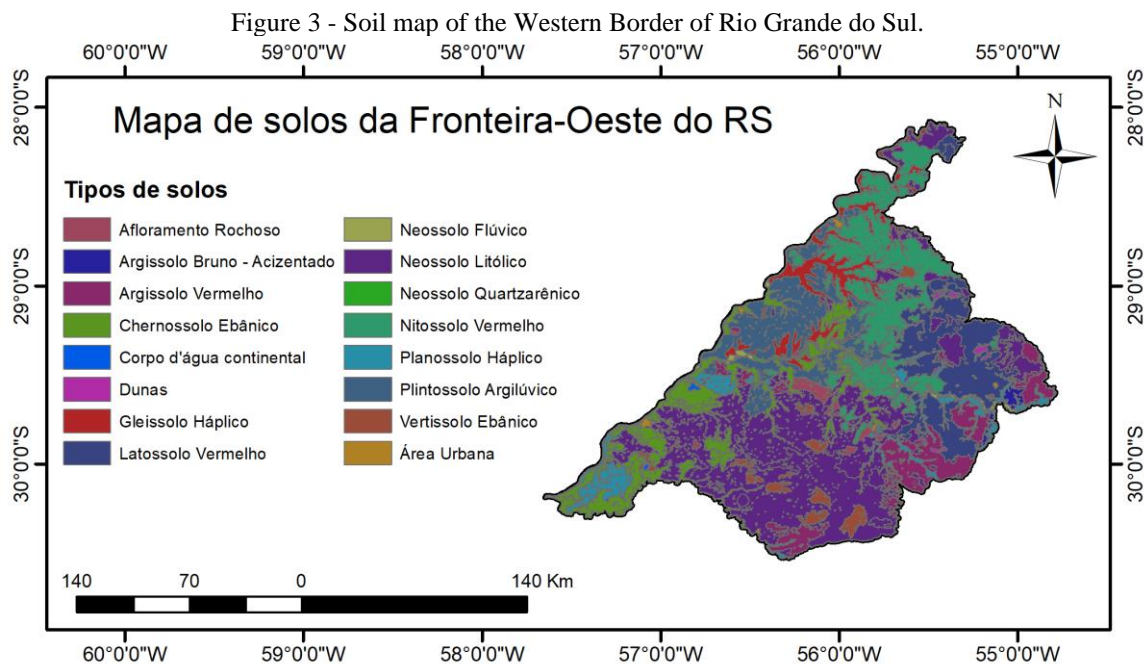 Figure 3 - Soil map of the Western Border of Rio Grande do Sul.
60°0'0"W 59°0'0"W 58°0'0"W 57°0'0"W 56°0'0"W 55°0'0"W
28°0'0"S
29°0'0"S
30°0'0"S
Mapa de solos da Fronteira-Oeste do RS
N
28°0'0"S
29°0'0"S
30°0'0"S
Tipos de solos
Afloramento Rochoso
Argissolo Bruno - Acizentado
Argissolo Vermelho
Chernossolo Ebânico
Corpo d'água continental
Dunas
Gleissolo Háplico
Latossolo Vermelho
Neossolo Flúvico
Neossolo Litólico
Neossolo Quartzarênico
Nitossolo Vermelho
Planossolo Háplico
Plintossolo Argilúvico
Vertissolo Ebânico
Área Urbana
140 70 0 140 Km
60°0'0"W 59°0'0"W 58°0'0"W 57°0'0"W 56°0'0"W 55°0'0"W